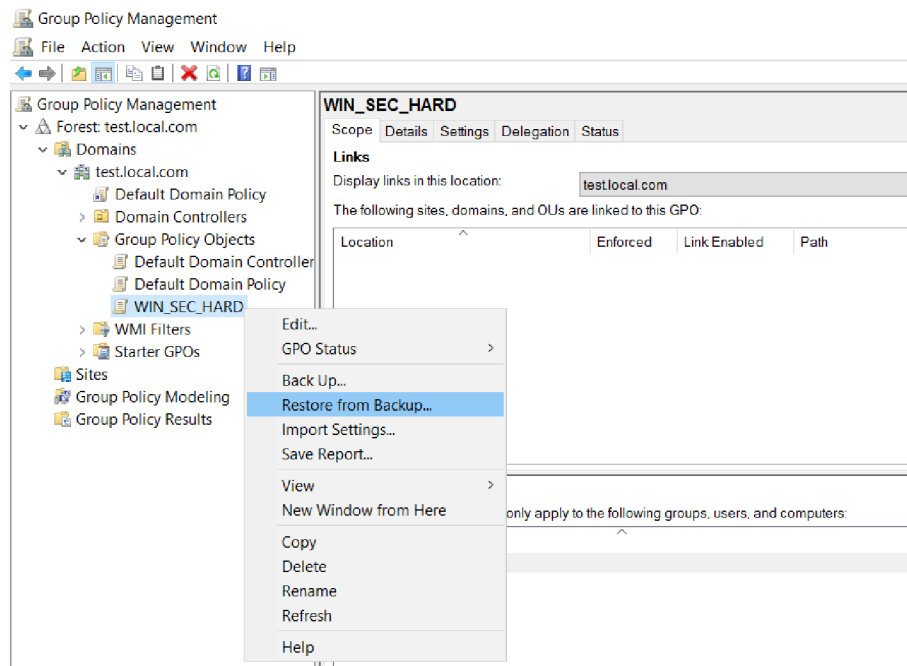 Group Policy Management
File Action View Window Help
Group Policy Management
Forest: test.local.com
Domains
test.local.com
Default Domain Policy
Domain Controllers
Group Policy Objects
Default Domain Controller
Default Domain Policy
WIN_SEC_HARD
WMI Filters
Starter GPOs
Sites
Group Policy Modeling
Group Policy Results
WIN_SEC_HARD
Scope Details Settings Delegation Status
Links
Display links in this location: test.local.com
The following sites, domains, and OUs are linked to this GPO:
Location Enforced Link Enabled Path
only apply to the following groups, users, and computers:
Edit...
GPO Status
Back Up...
Restore from Backup...
Import Settings...
Save Report...
View
New Window from Here
Copy
Delete
Rename
Refresh
Help